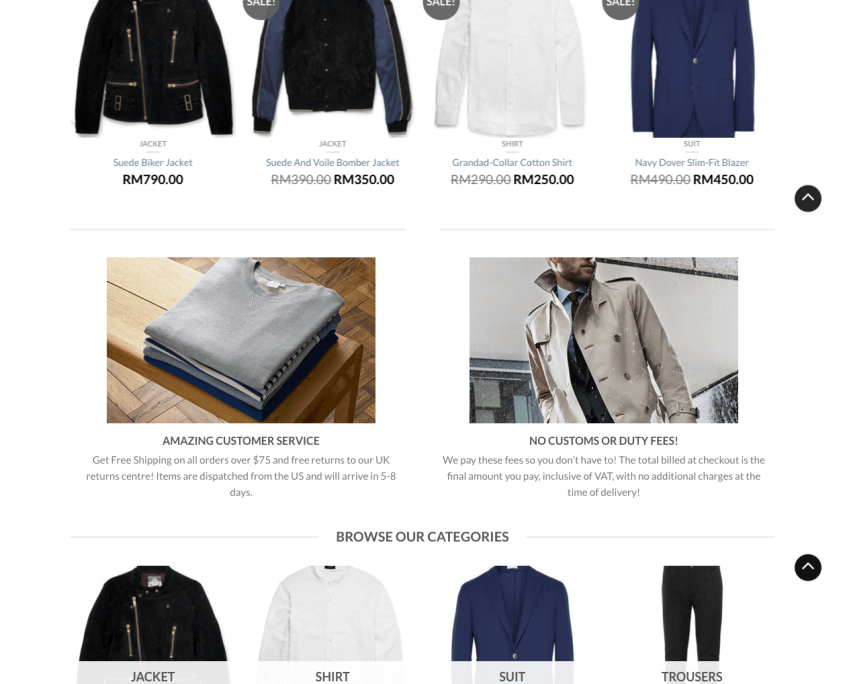 SALE!
SALE!
SALE!
JACKET
JACKET
SHIRT
SUIT
Suede Biker Jacket
Suede And Voile Bomber Jacket
Grandad-Collar Cotton Shirt
Navy Dover Slim-Fit Blazer
RM790.00
RM390.00 RM350.00
RM290.00 RM250.00
RM490.00 RM450.00
AMAZING CUSTOMER SERVICE
Get Free Shipping on all orders over $75 and free returns to our UK
returns centre! Items are dispatched from the US and will arrive in 5-8
days.
NO CUSTOMS OR DUTY FEES!
We pay these fees so you don’t have to! The total billed at checkout is the
final amount you pay, inclusive of VAT, with no additional charges at the
time of delivery!
BROWSE OUR CATEGORIES
JACKET
SHIRT
SUIT
TROUSERS